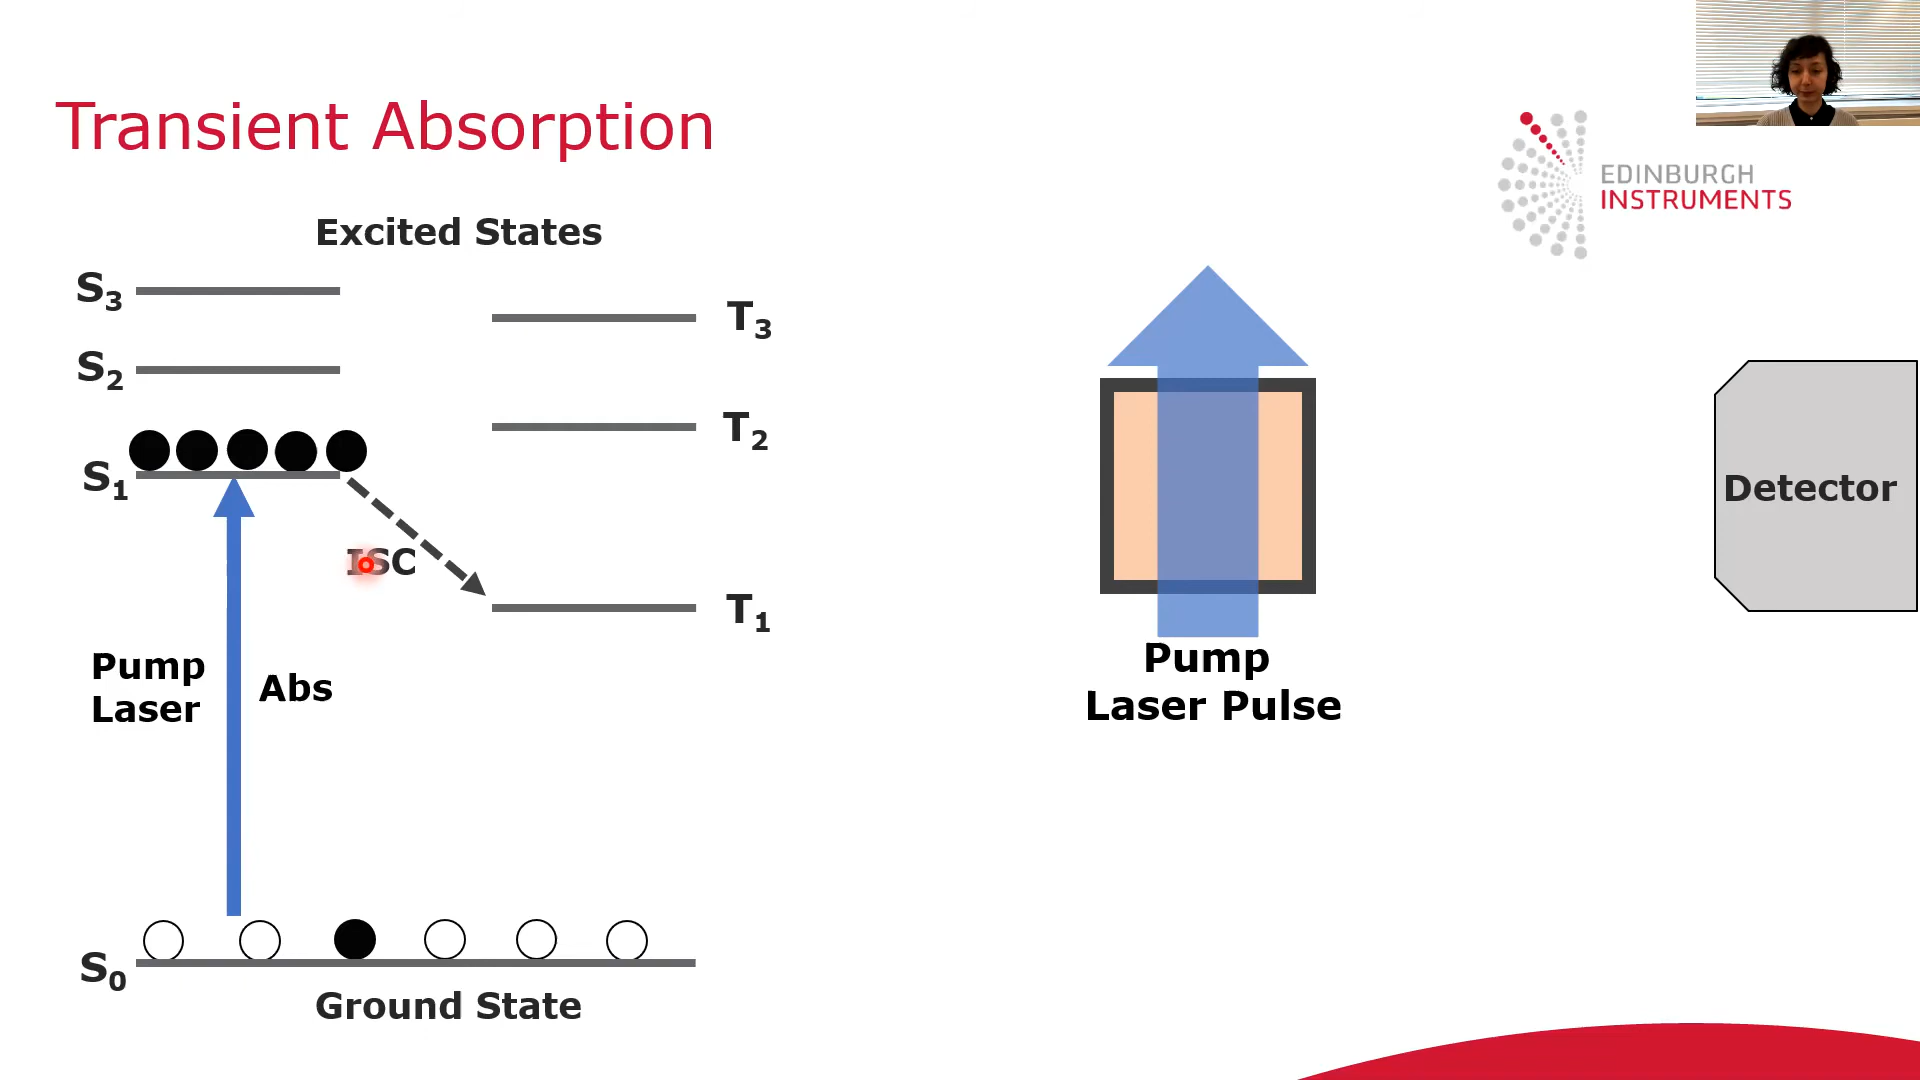 Transient Absorption
EDINBURGH
INSTRUMENTS
Excited States
S3
T3
S2
T2
S1
Detector
ISC
T1
Pump
Laser
Abs
Pump
Laser Pulse
S0
Ground State